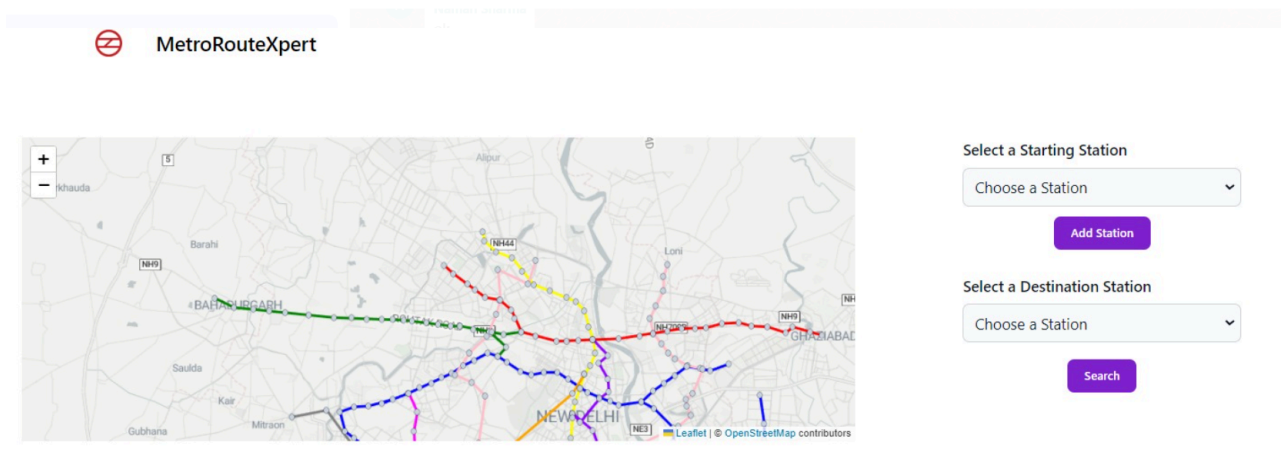 MetroRouteXpert
Select a Starting Station
Choose a Station
Add Station
Select a Destination Station
Choose a Station
Search
+
−
5
Alipur
Barahi
NH9
NH44
Loni
BAHADURGARH
NH9
GHAZIABAD
Saulda
Kair
Mitraon
Gubhana
NEW DELHI
NE3
Leaflet | © OpenStreetMap contributors